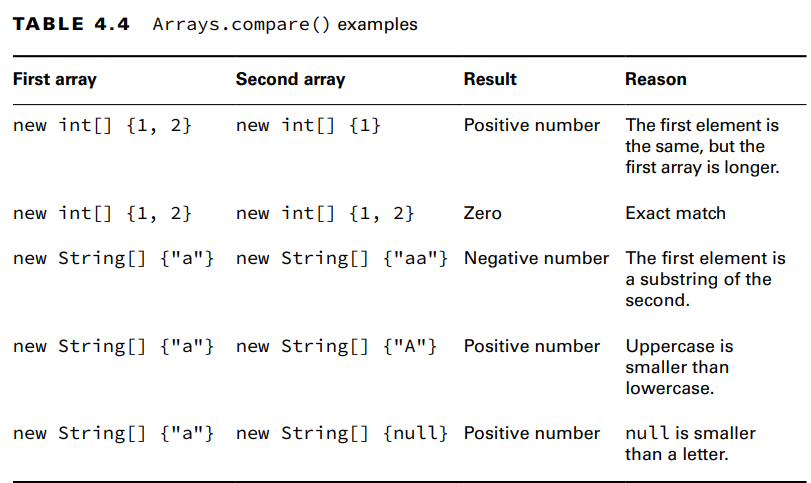 TABLE 4.4 Arrays.compare() examples
First array Second array Result Reason
new int[] {1, 2} new int[] {1} Positive number The first element is
the same, but the
first array is longer.
new int[] {1, 2} new int[] {1, 2} Zero Exact match
new String[] {"a"} new String[] {"aa"} Negative number The first element is
a substring of the
second.
new String[] {"a"} new String[] {"A"} Positive number Uppercase is
smaller than
lowercase.
new String[] {"a"} new String[] {null} Positive number null is smaller
than a letter.